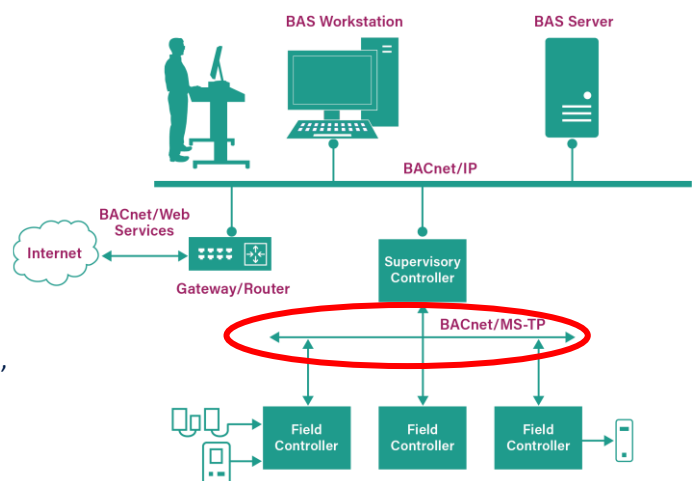 BAS Workstation
BAS Server
BACnet/IP
BACnet/Web
Services
Internet
Gateway/Router
Supervisory
Controller
BACnet/MS-TP
,
Field
Controller
Field
Controller
Field
Controller